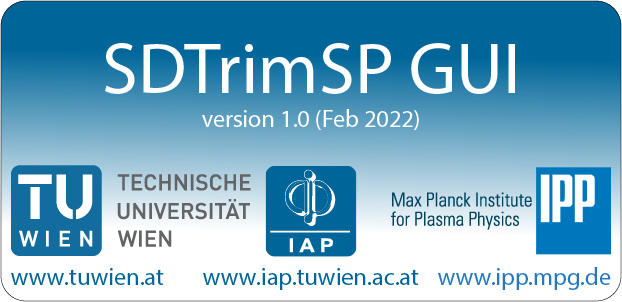 SDTrimSP GUI
version 1.0 (Feb 2022)
TU
WIEN
TECHNISCHE
UNIVERSITÄT
WIEN
IAP
Max Planck Institute
for Plasma Physics
IPP
www.tuwien.at
www.iap.tuwien.ac.at
www.ipp.mpg.de